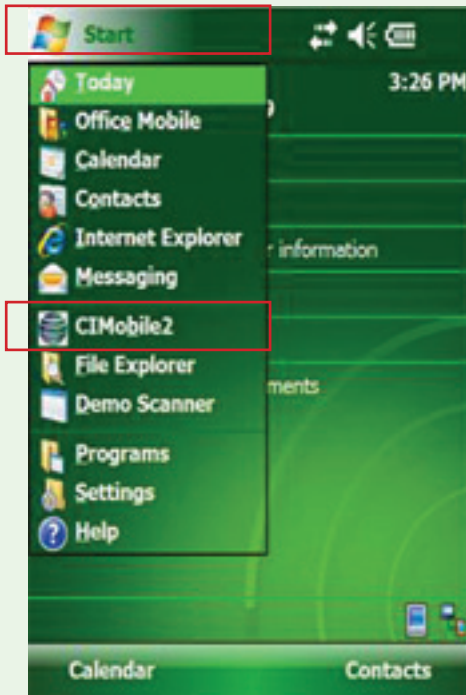 Start
Today
3:26 PM
Office Mobile
Calendar
Contacts
Internet Explorer
r information
Messaging
CIMobile2
File Explorer
ments
Demo Scanner
Programs
Settings
Help
Calendar Contacts